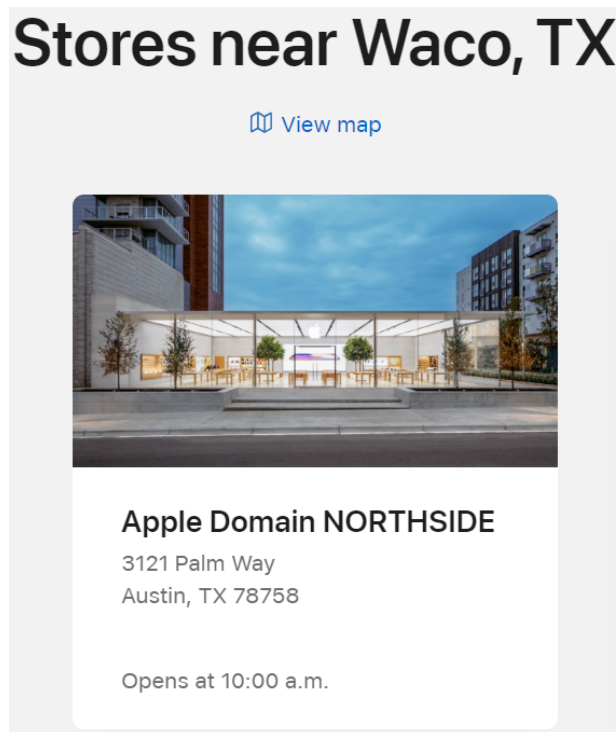 Stores near Waco, TX
View map
Apple Domain NORTHSIDE
3121 Palm Way
Austin, TX 78758
Opens at 10:00 a.m.